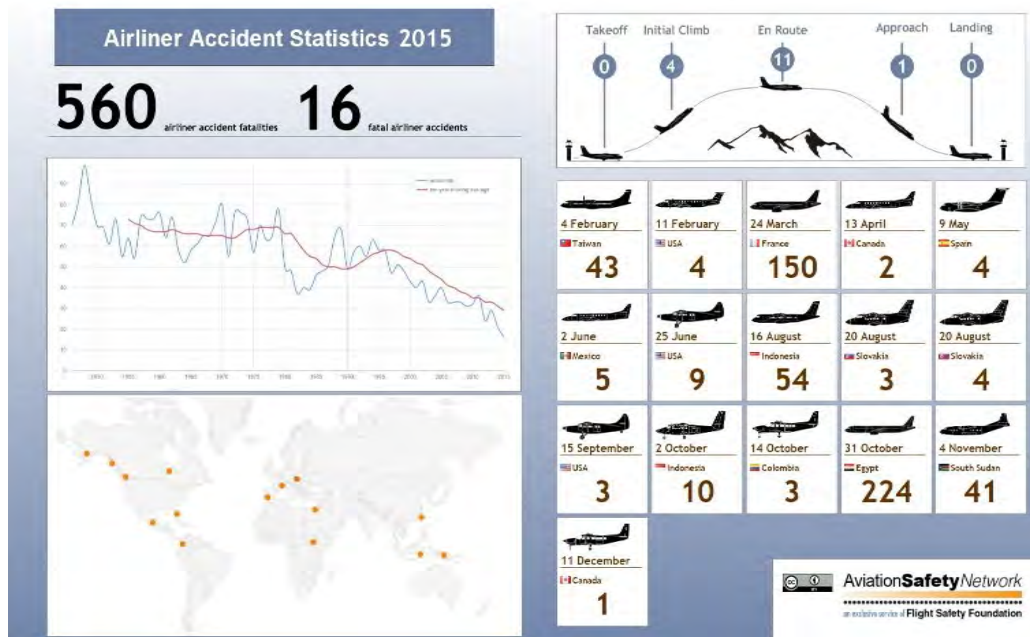 Airliner Accident Statistics 2015
560 airliner accident fatalities 16 fatal airliner accidents
Takeoff Initial Climb En Route Approach Landing
0 4 11 1 0
4 February
Taiwan
43
11 February
USA
4
24 March
France
150
13 April
Canada
2
9 May
Spain
4
2 June
Mexico
5
25 June
USA
9
16 August
Indonesia
54
20 August
Slovakia
3
20 August
Slovakia
4
15 September
USA
3
2 October
Indonesia
10
14 October
Colombia
3
31 October
Egypt
224
4 November
South Sudan
41
11 December
Canada
1
cc
AviationSafetyNetwork
an exclusive service of Flight Safety Foundation